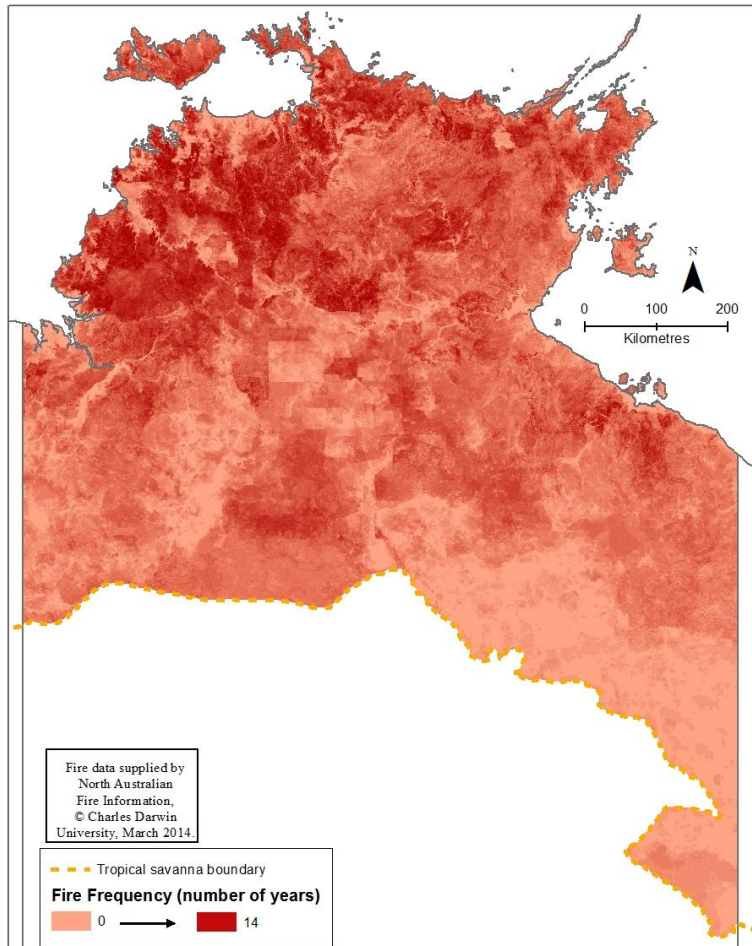 N
0 100 200
Kilometres
Fire data supplied by
North Australian
Fire Information,
© Charles Darwin
University, March 2014.
Tropical savanna boundary
Fire Frequency (number of years)
0 14